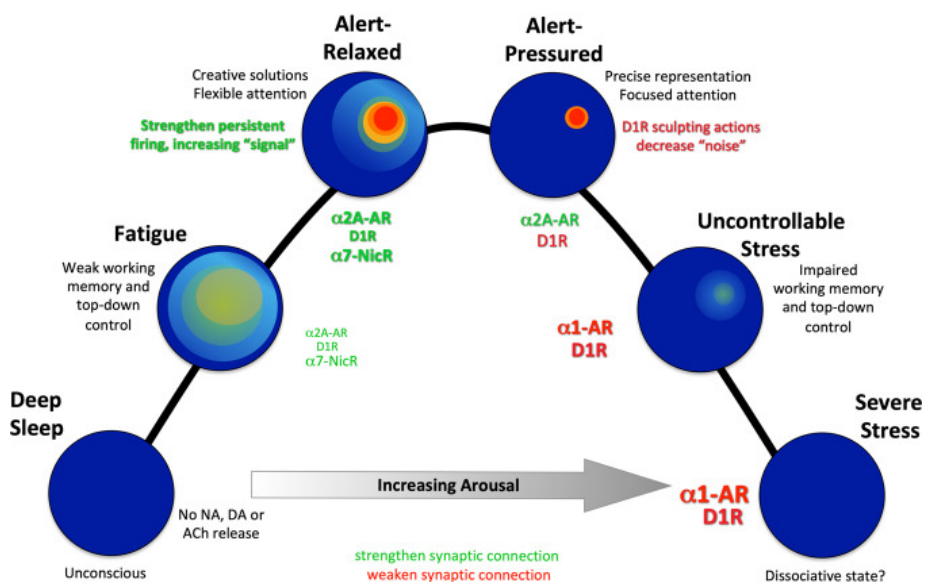 Alert-
Relaxed
Alert-
Pressured
Creative solutions
Flexible attention
Precise representation
Focused attention
Strengthen persistent
firing, increasing “signal”
D1R sculpting actions
decrease “noise”
α2A-AR
D1R
α7-NicR
α2A-AR
D1R
Fatigue
Weak working
memory and
top-down
control
Uncontrollable
Stress
Impaired
working memory
and top-down
control
α2A-AR
D1R
α7-NicR
α1-AR
D1R
Deep
Sleep
Severe
Stress
Increasing Arousal
α1-AR
D1R
No NA, DA or
ACh release
Unconscious
strengthen synaptic connection
weaken synaptic connection
Dissociative state?